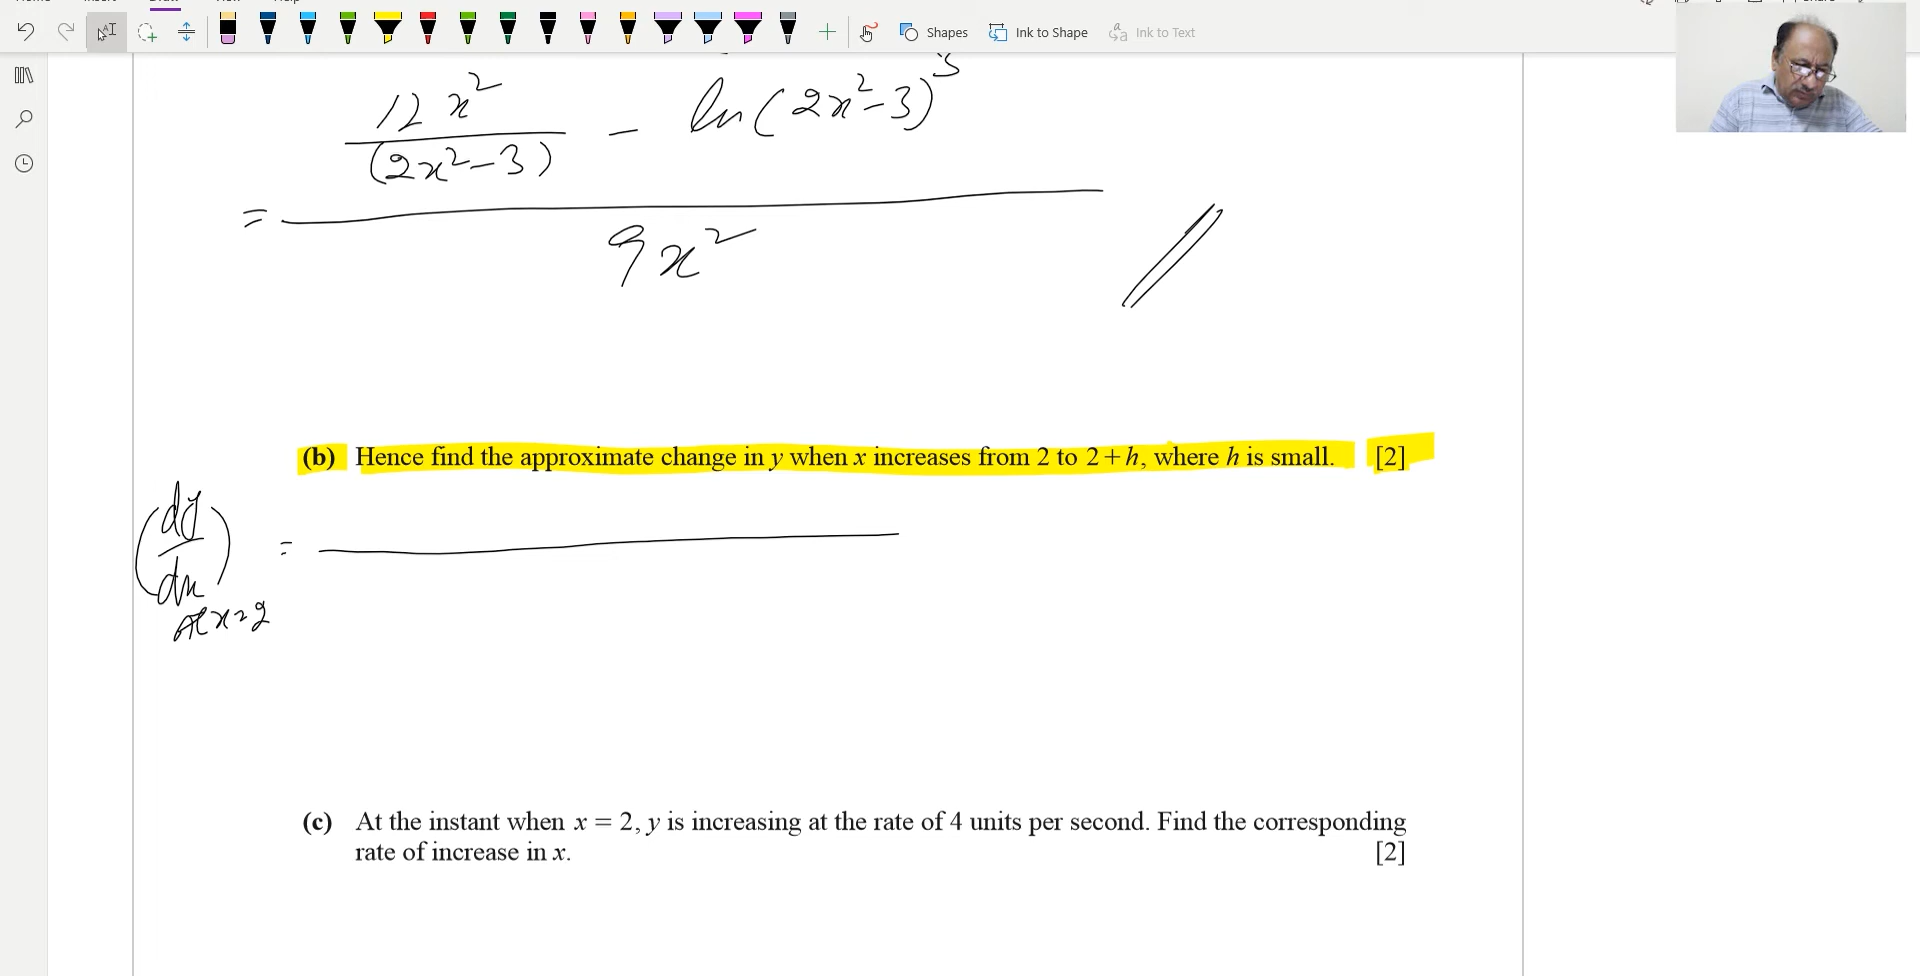 Shapes Ink to Shape Ink to Text
12x² / (2x²-3) - ln(2x²-3)³
= ―
9x²
(b) Hence find the approximate change in y when x increases from 2 to 2+h, where h is small. [2]
(dy/dx) =
At x=2
(c) At the instant when x = 2, y is increasing at the rate of 4 units per second. Find the corresponding
rate of increase in x. [2]